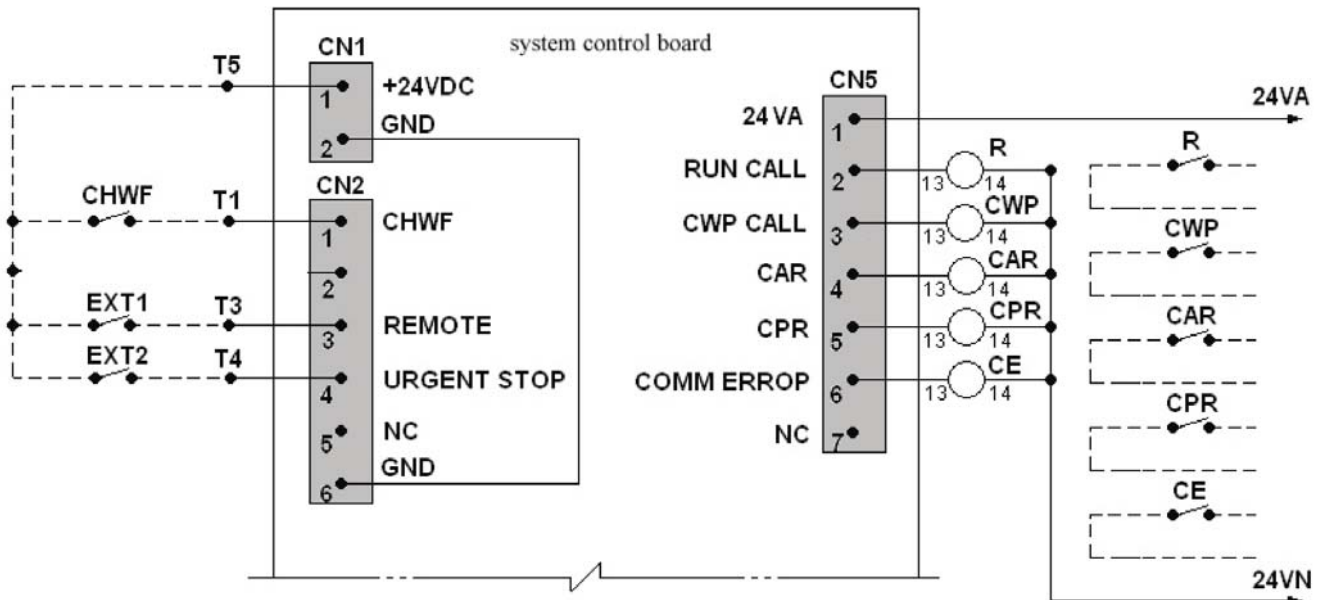 system control board
CN1
T5
1
+24VDC
GND
2
CN2
CHWF
T1
1
CHWF
2
EXT1
T3
3
REMOTE
EXT2
T4
4
URGENT STOP
5
NC
GND
6
CN5
24VA
24 VA
1
RUN CALL
2
13
R
14
CWP CALL
3
13
CWP
14
CAR
4
13
CAR
14
CPR
5
13
CPR
14
COMM ERROP
6
13
CE
14
NC
7
R
CWP
CAR
CPR
CE
24VN